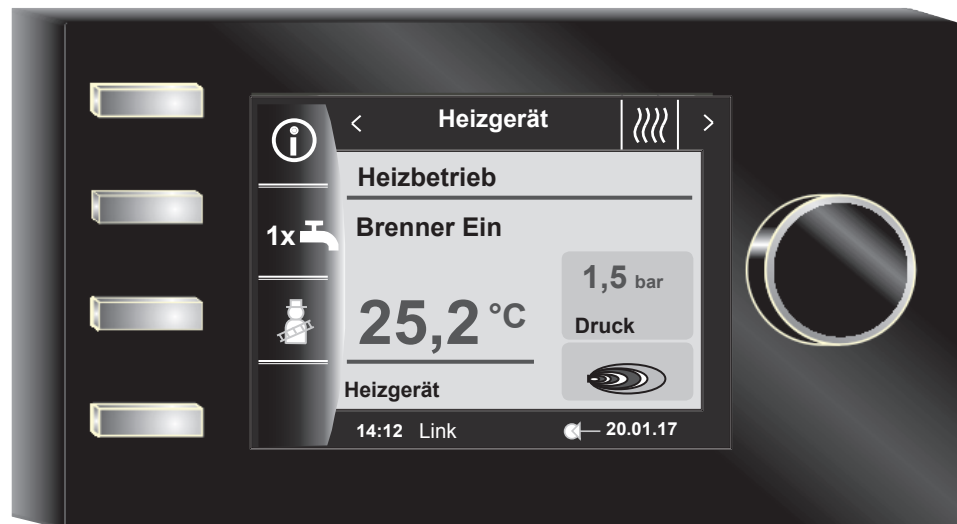 < Heizgerät >
Heizbetrieb
1x
Brenner Ein
1,5 bar
Druck
25,2 °C
Heizgerät
14:12 Link 20.01.17